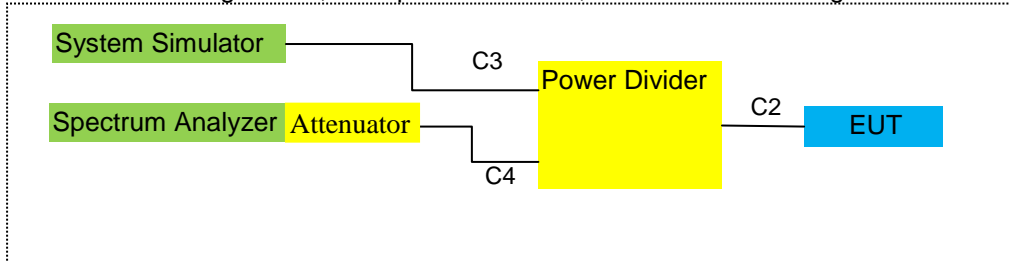 System Simulator
C3
Power Divider
C2
Spectrum Analyzer
Attenuator
EUT
C4